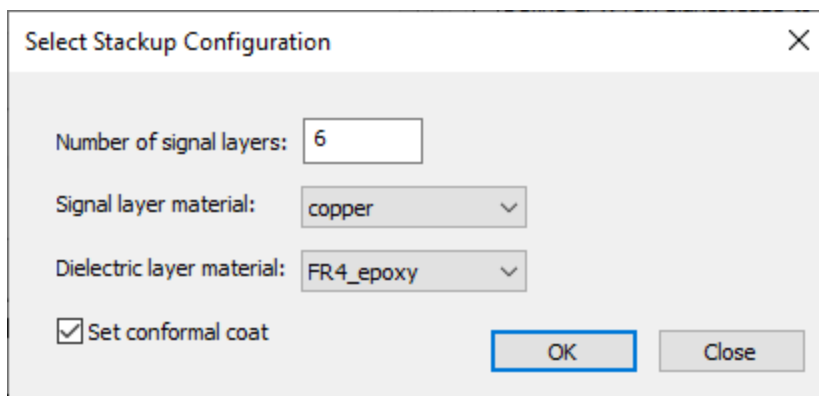 Select Stackup Configuration
Number of signal layers: 6
Signal layer material: copper
Dielectric layer material: FR4_epoxy
Set conformal coat
OK Close